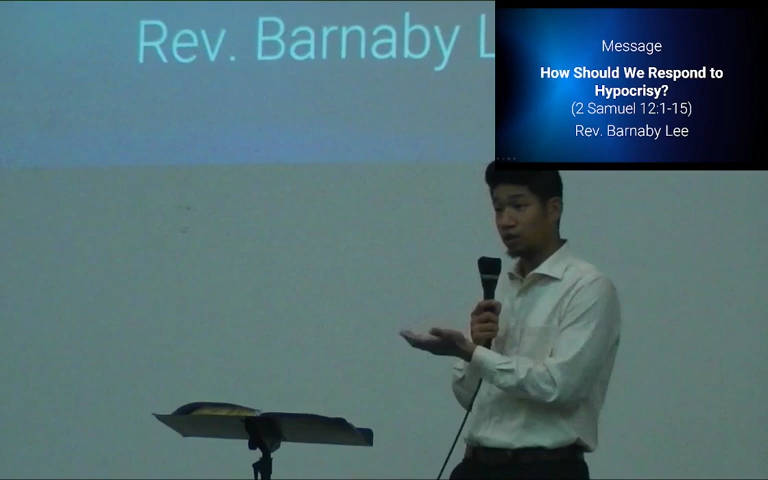 Rev. Barnaby L
Message
How Should We Respond to
Hypocrisy?
(2 Samuel 12:1-15)
Rev. Barnaby Lee